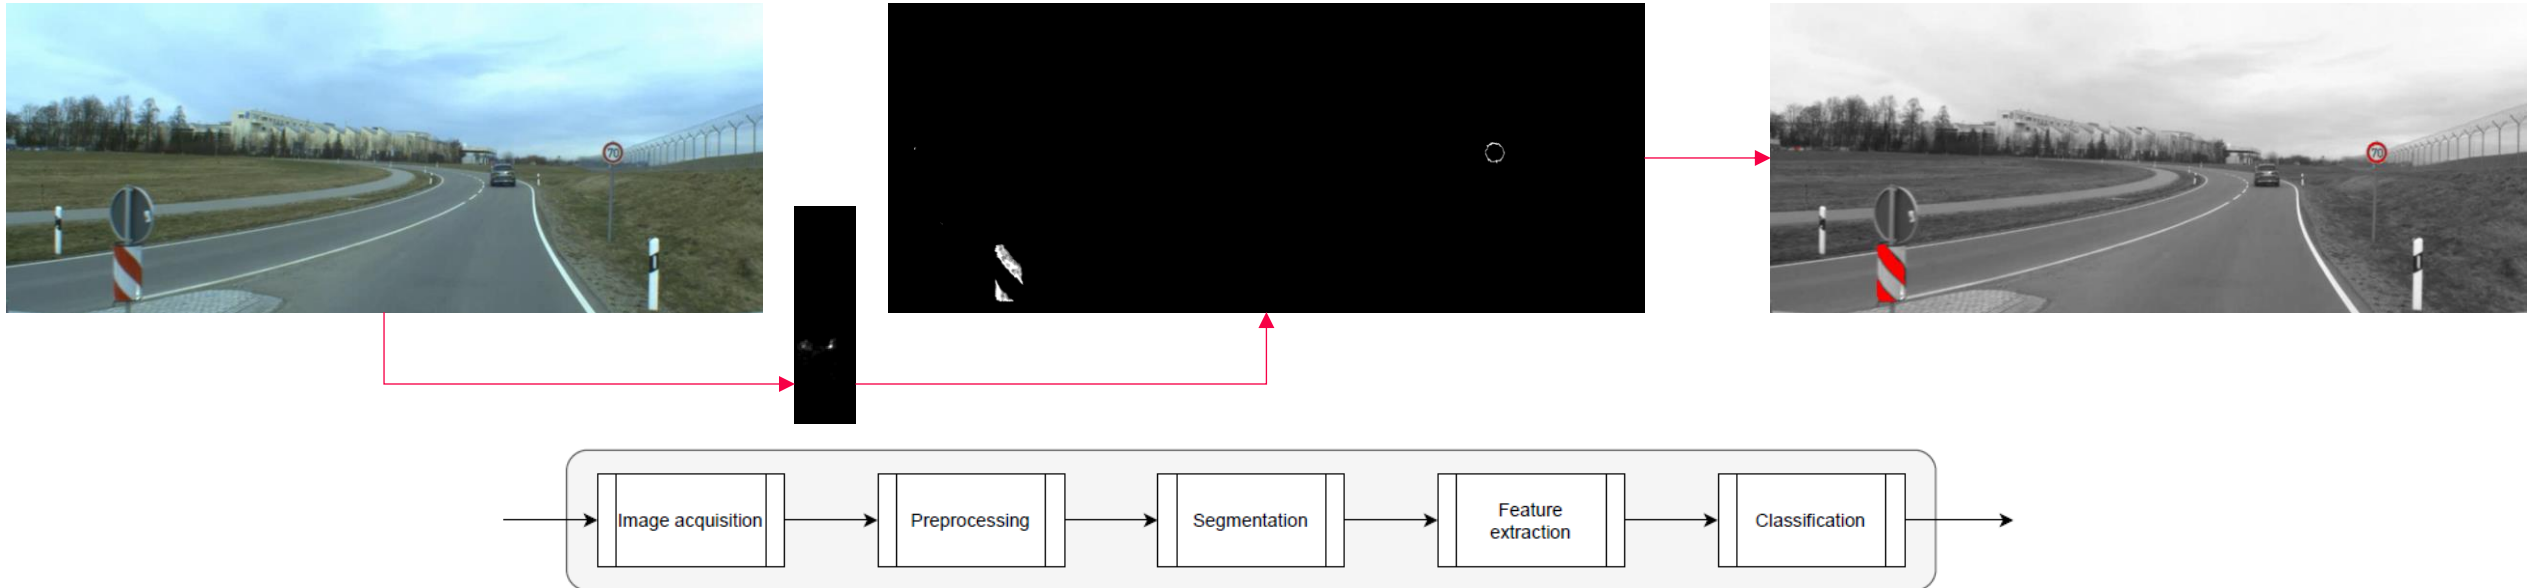 70
70
Image acquisition
Preprocessing
Segmentation
Feature
extraction
Classification